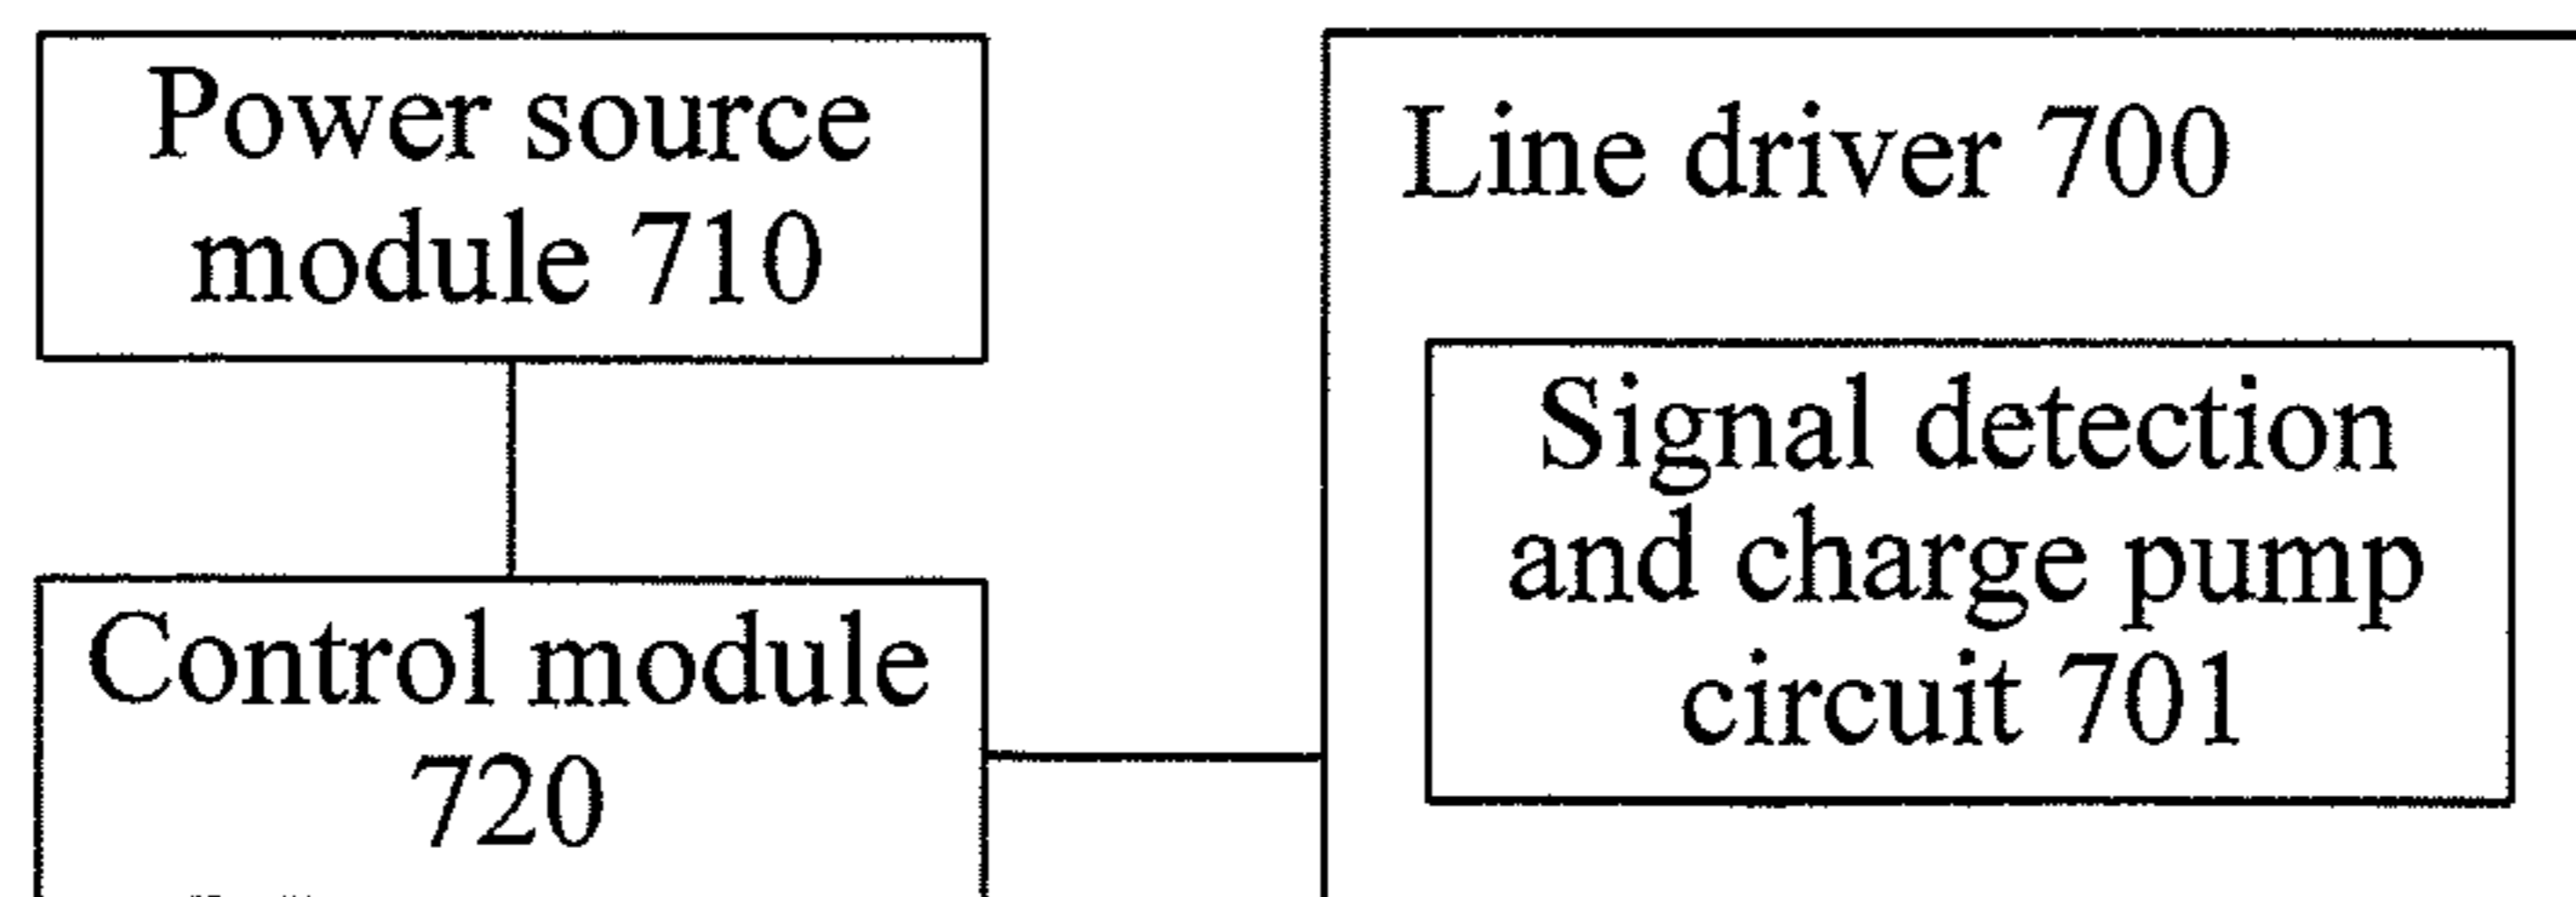 Power source
module 710
Control module
720
Line driver 700
Signal detection
and charge pump
circuit 701